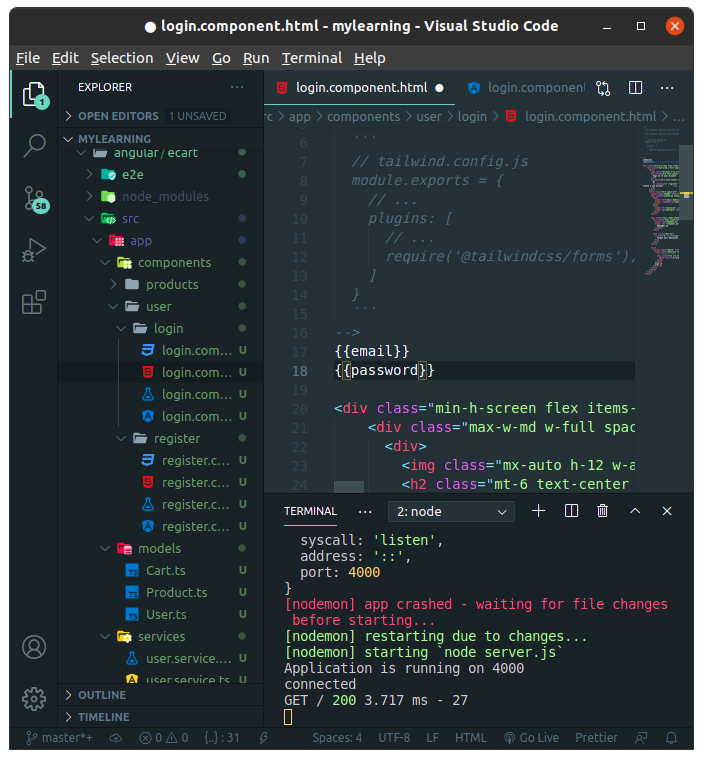 ● login.component.html - mylearning - Visual Studio Code
File Edit Selection View Go Run Terminal Help
1
58
EXPLORER ...
OPEN EDITORS 1 UNSAVED
MYLEARNING
angular / ecart
e2e
node_modules
src
app
components
products
user
login
login.com... U
login.com... U
login.com... U
login.com... U
register
register.c... U
register.c... U
register.c... U
register.c... U
models
TS Cart.ts U
TS Product.ts U
TS User.ts U
services
user.service.... U
user.service.ts U
OUTLINE
TIMELINE
login.component.html ● login.component ...
rc > app > components > user > login > login.component.html > ...
6 ```
7 // tailwind.config.js
8 module.exports = {
9 // ...
10 plugins: [
11 // ...
12 require('@tailwindcss/forms'),
13 ]
14 }
15 ```
16 -->
17 {{email}}
18 {{password}}
19
20 <div class="min-h-screen flex items-
21 <div class="max-w-md w-full spac
22 <div>
23 <img class="mx-auto h-12 w-a
24 <h2 class="mt-6 text-center
TERMINAL ... 2: node
syscall: 'listen',
address: '::',
port: 4000
}
[nodemon] app crashed - waiting for file changes
before starting...
[nodemon] restarting due to changes...
[nodemon] starting `node server.js`
Application is running on 4000
connected
GET / 200 3.717 ms - 27
master*+ 0 0 {..} : 31 Spaces: 4 UTF-8 LF HTML Go Live Prettier